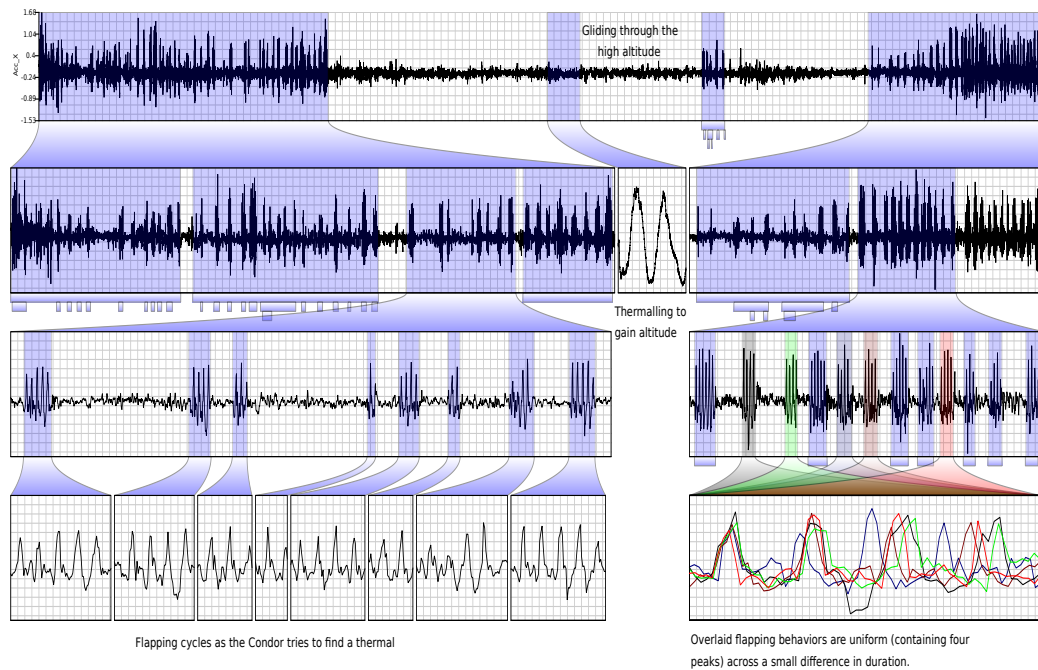 1.68
1.04
0.4
-0.24
-0.89
-1.53
Acc_X
Gliding through the
high altitude
Thermalling to
gain altitude
Flapping cycles as the Condor tries to find a thermal
Overlaid flapping behaviors are uniform (containing four
peaks) across a small difference in duration.